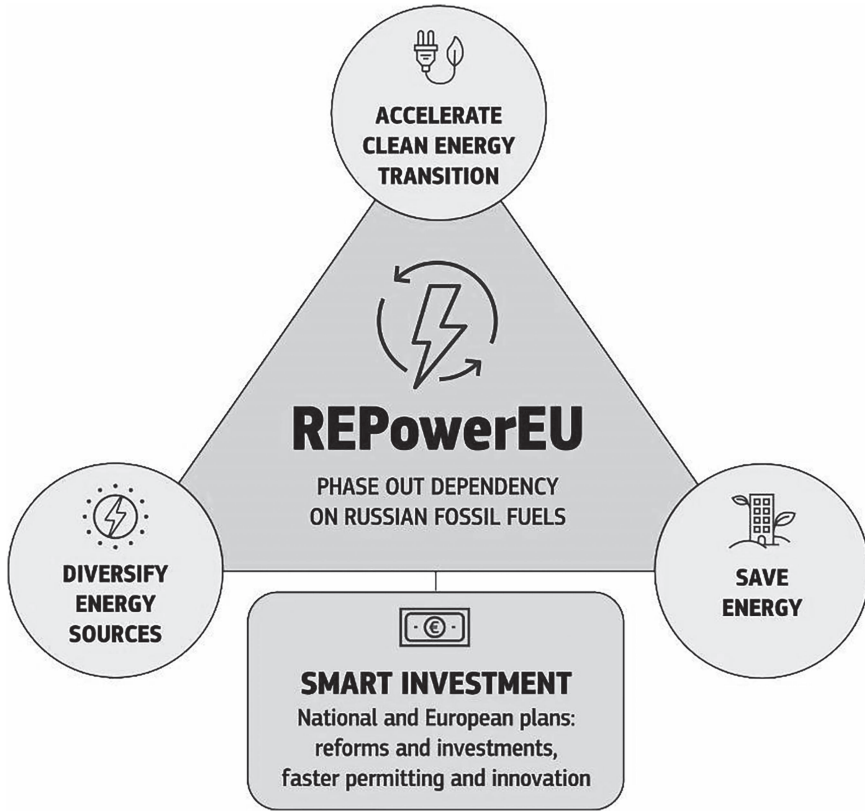 ACCELERATE
CLEAN ENERGY
TRANSITION
REPowerEU
PHASE OUT DEPENDENCY
ON RUSSIAN FOSSIL FUELS
DIVERSIFY
ENERGY
SOURCES
SAVE
ENERGY
€
SMART INVESTMENT
National and European plans:
reforms and investments,
faster permitting and innovation